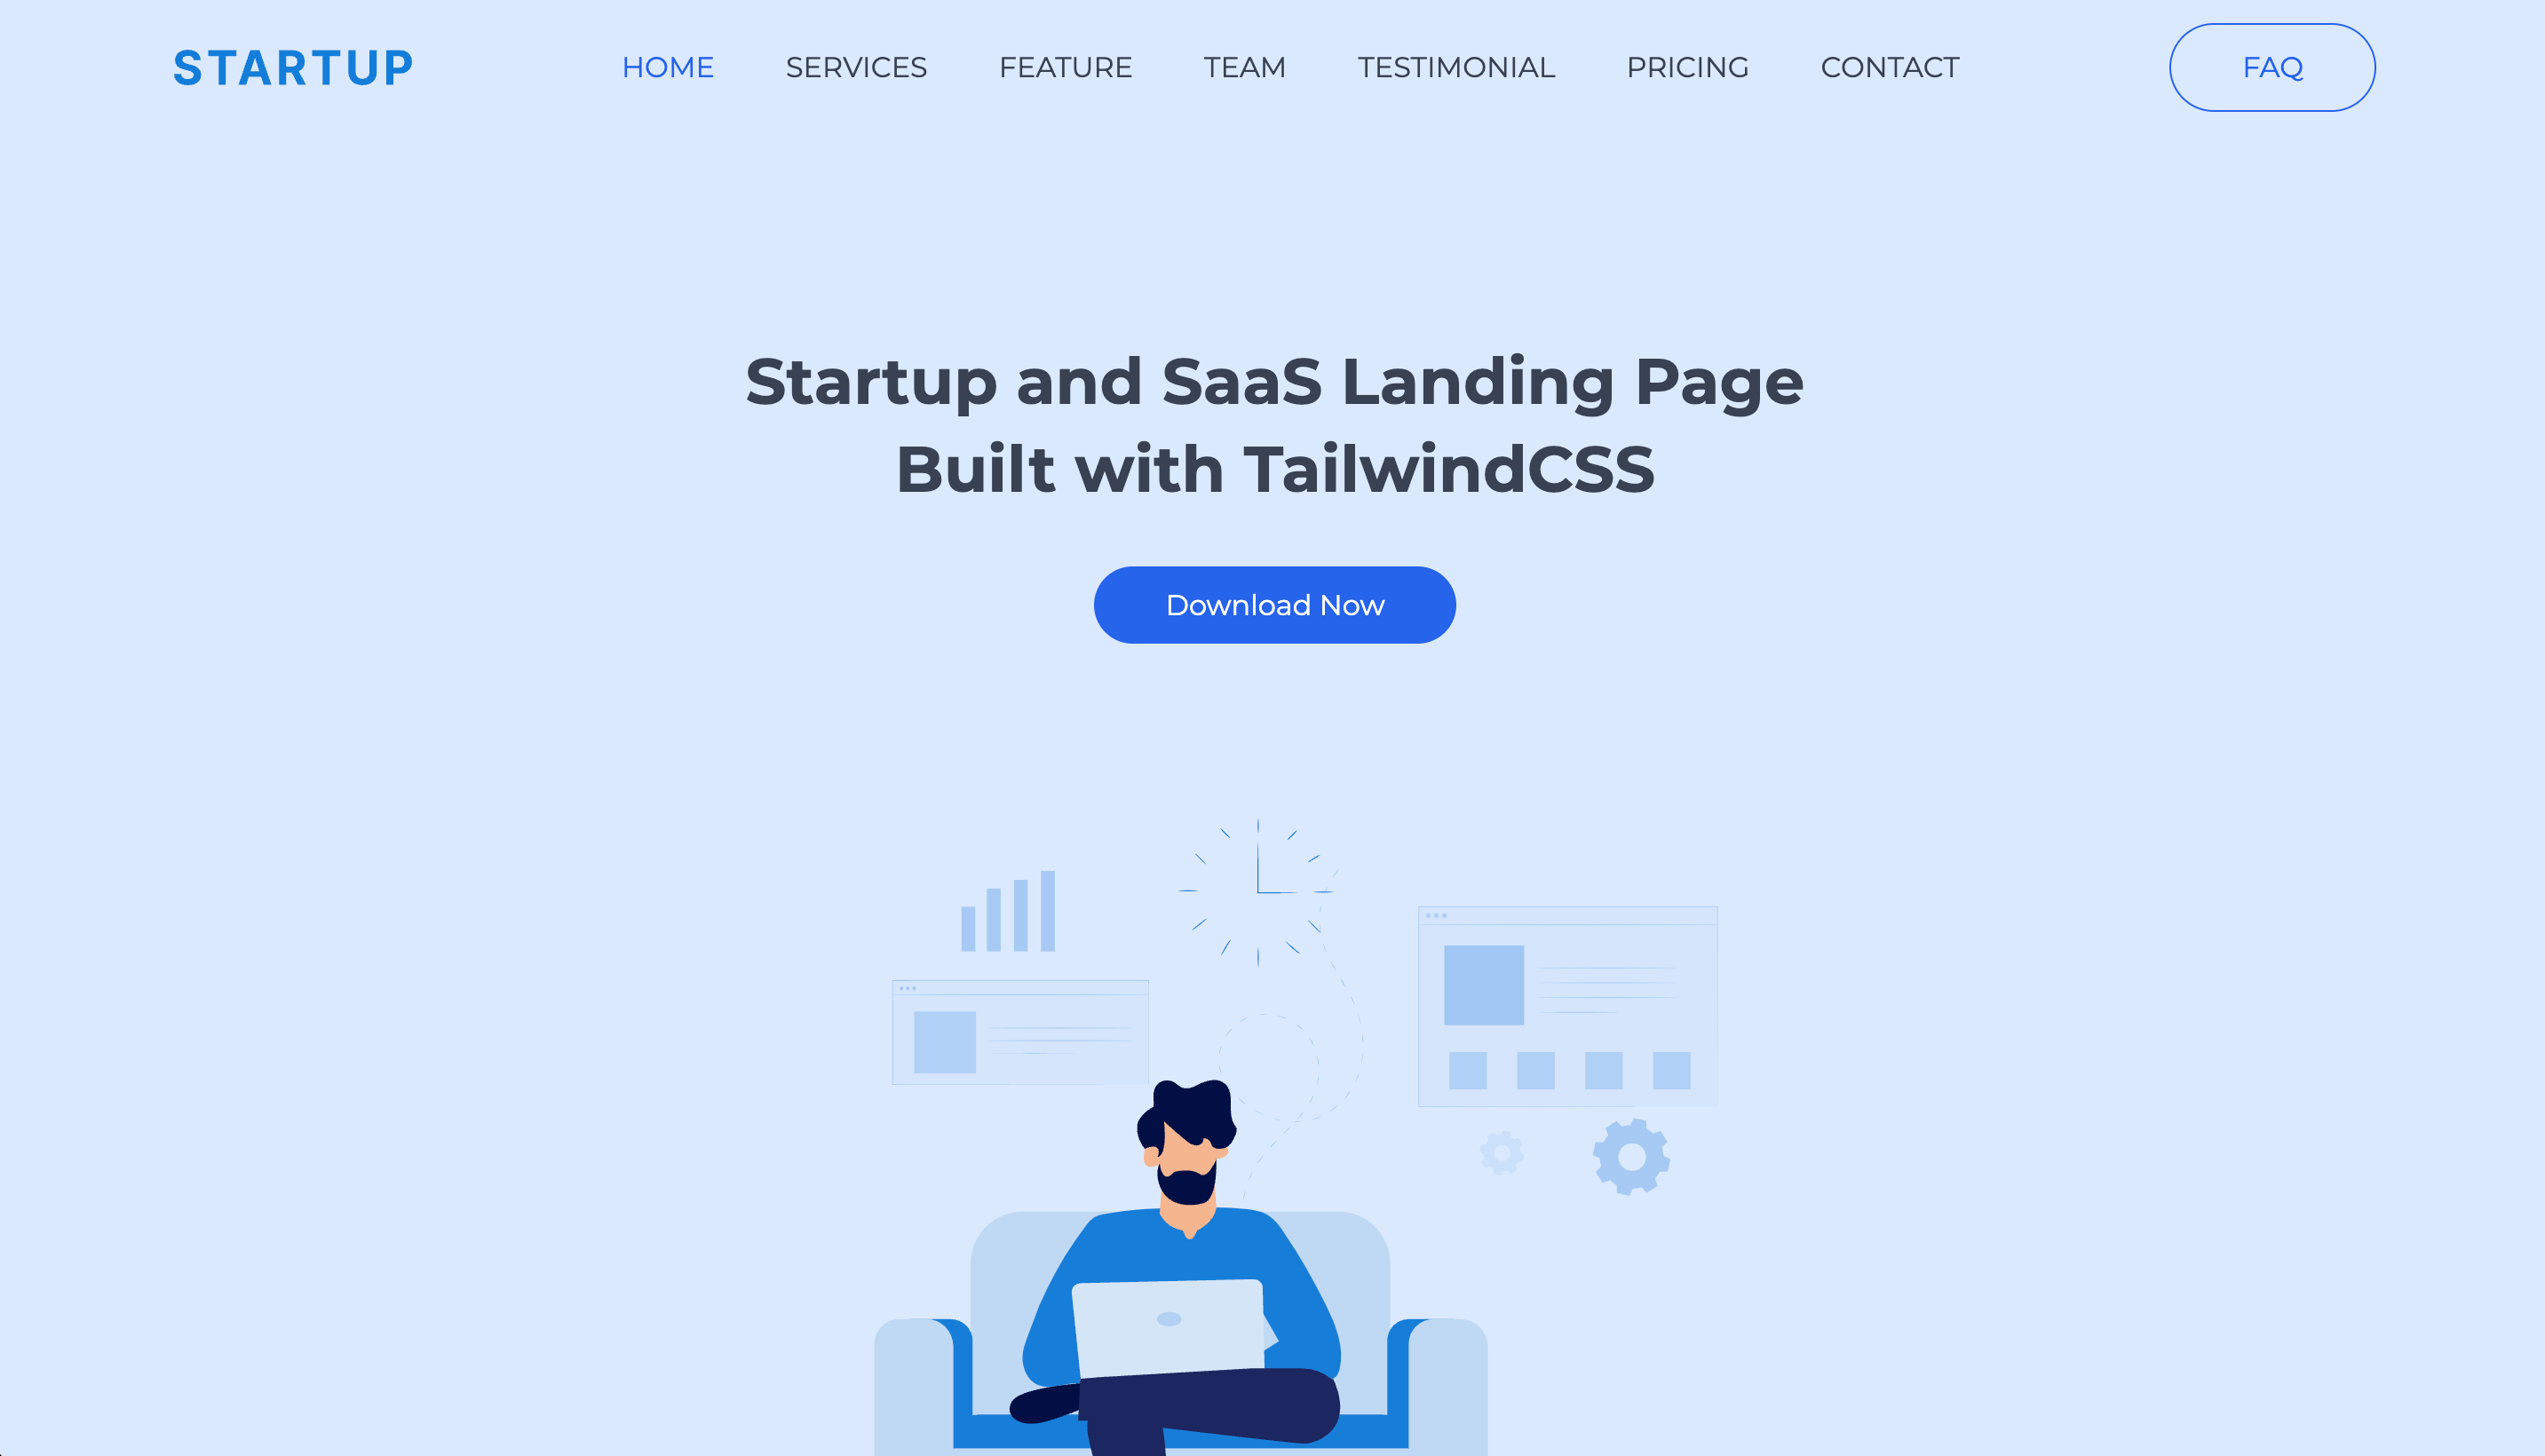 STARTUP
HOME SERVICES FEATURE TEAM TESTIMONIAL PRICING CONTACT FAQ
Startup and SaaS Landing Page
Built with TailwindCSS
Download Now